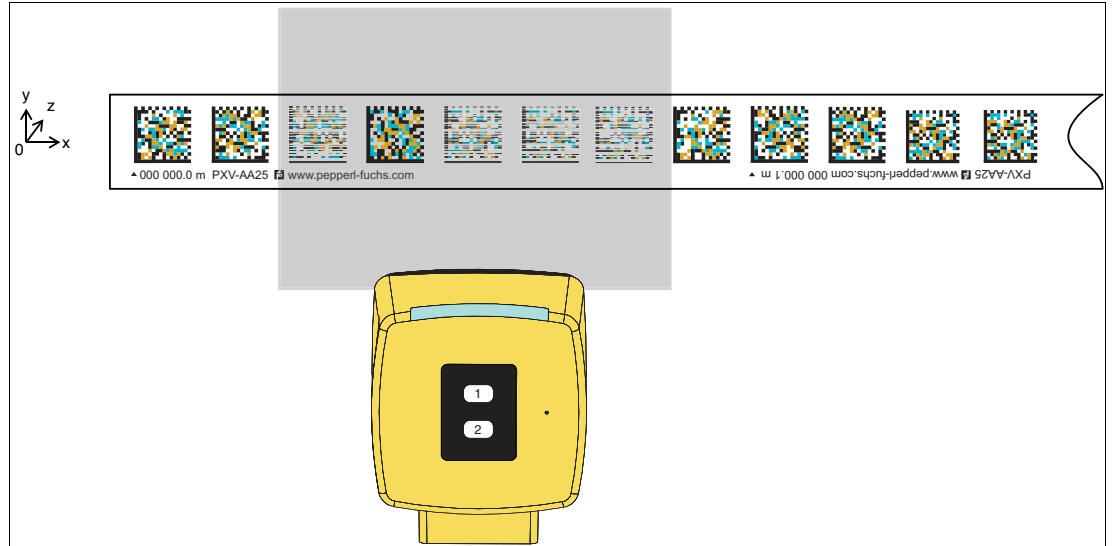 y
z
0
x
▲ 000 000.0 m PXV-AA25 www.pepperl-fuchs.com
▲ 000 000.1 m www.pepperl-fuchs.com PXV-AA25
1
2